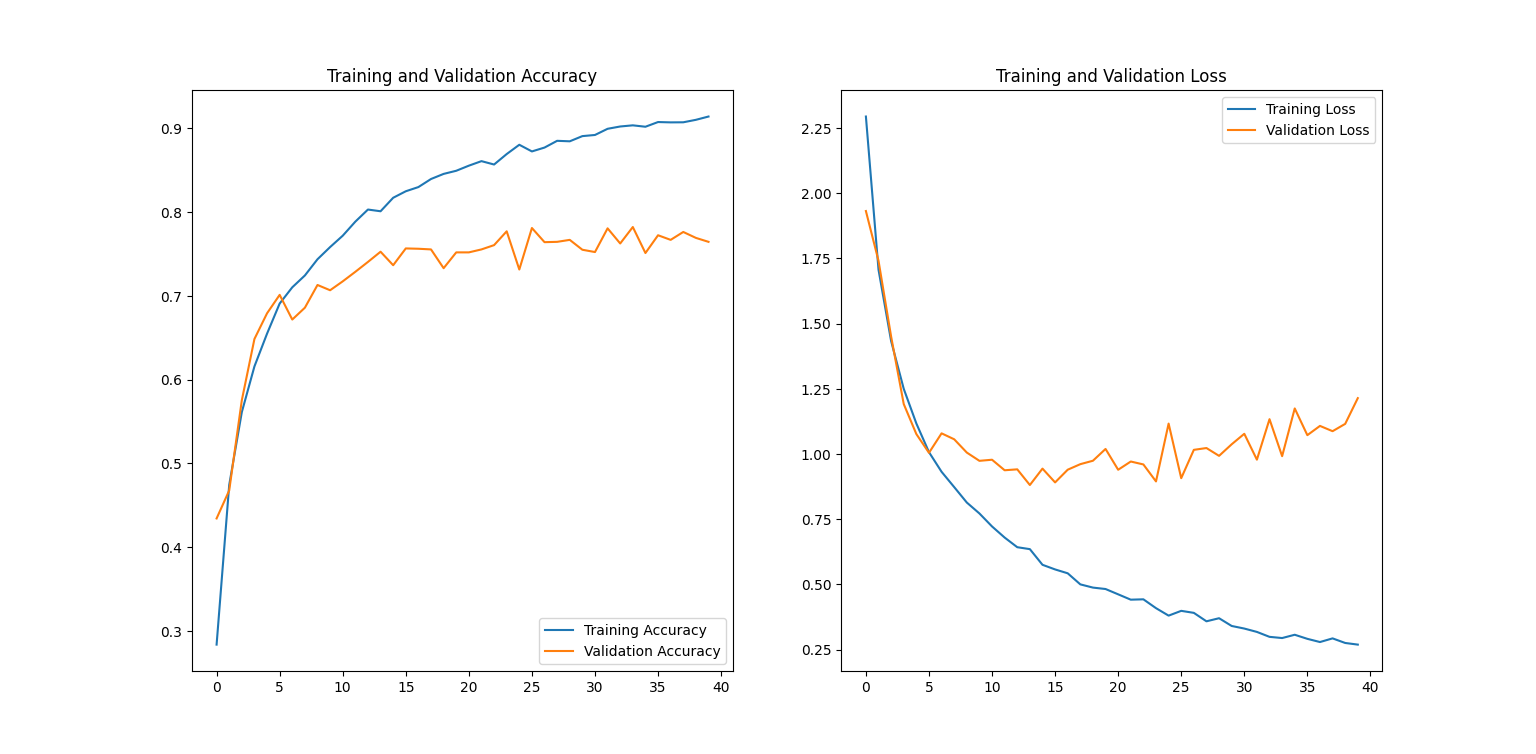 Training and Validation Accuracy
0.9
0.8
0.7
0.6
0.5
0.4
0.3
Training Accuracy
Validation Accuracy
0 5 10 15 20 25 30 35 40
Training and Validation Loss
Training Loss
Validation Loss
2.25
2.00
1.75
1.50
1.25
1.00
0.75
0.50
0.25
0 5 10 15 20 25 30 35 40